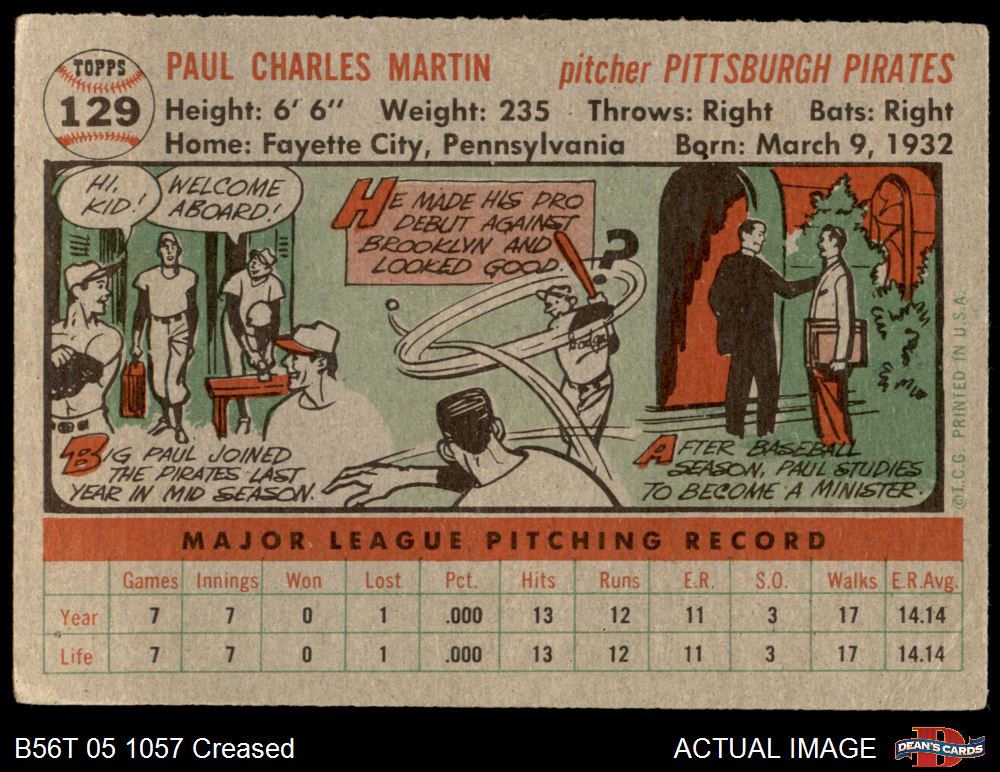 TOPPS
129
PAUL CHARLES MARTIN pitcher PITTSBURGH PIRATES
Height: 6' 6" Weight: 235 Throws: Right Bats: Right
Home: Fayette City, Pennsylvania Born: March 9, 1932
HI, KID!
WELCOME ABOARD!
BIG PAUL JOINED
THE PIRATES LAST
YEAR IN MID SEASON.
HE MADE HIS PRO
DEBUT AGAINST
BROOKLYN AND
LOOKED GOOD.
?
Dodgers
AFTER BASEBALL
SEASON, PAUL STUDIES
TO BECOME A MINISTER.
©T.C.G. PRINTED IN U.S.A.
MAJOR LEAGUE PITCHING RECORD
Games Innings Won Lost Pct. Hits Runs E.R. S.O. Walks E.R.Avg.
Year 7 7 0 1 .000 13 12 11 3 17 14.14
Life 7 7 0 1 .000 13 12 11 3 17 14.14
B56T 05 1057 Creased ACTUAL IMAGE
D
DEAN'S CARDS